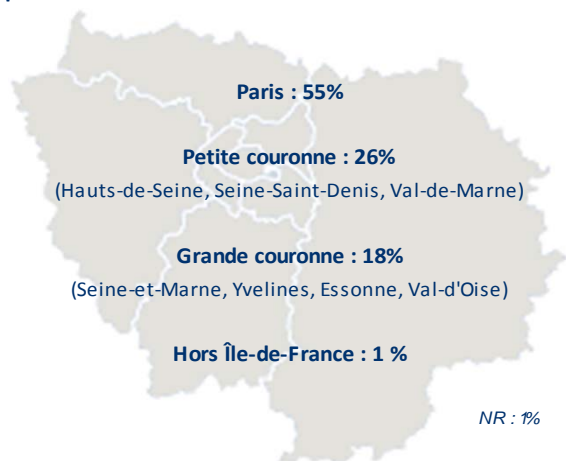 Paris : 55%
Petite couronne : 26%
(Hauts-de-Seine, Seine-Saint-Denis, Val-de-Marne)
Grande couronne : 18%
(Seine-et-Marne, Yvelines, Essonne, Val-d'Oise)
Hors Île-de-France : 1 %
NR : 1%